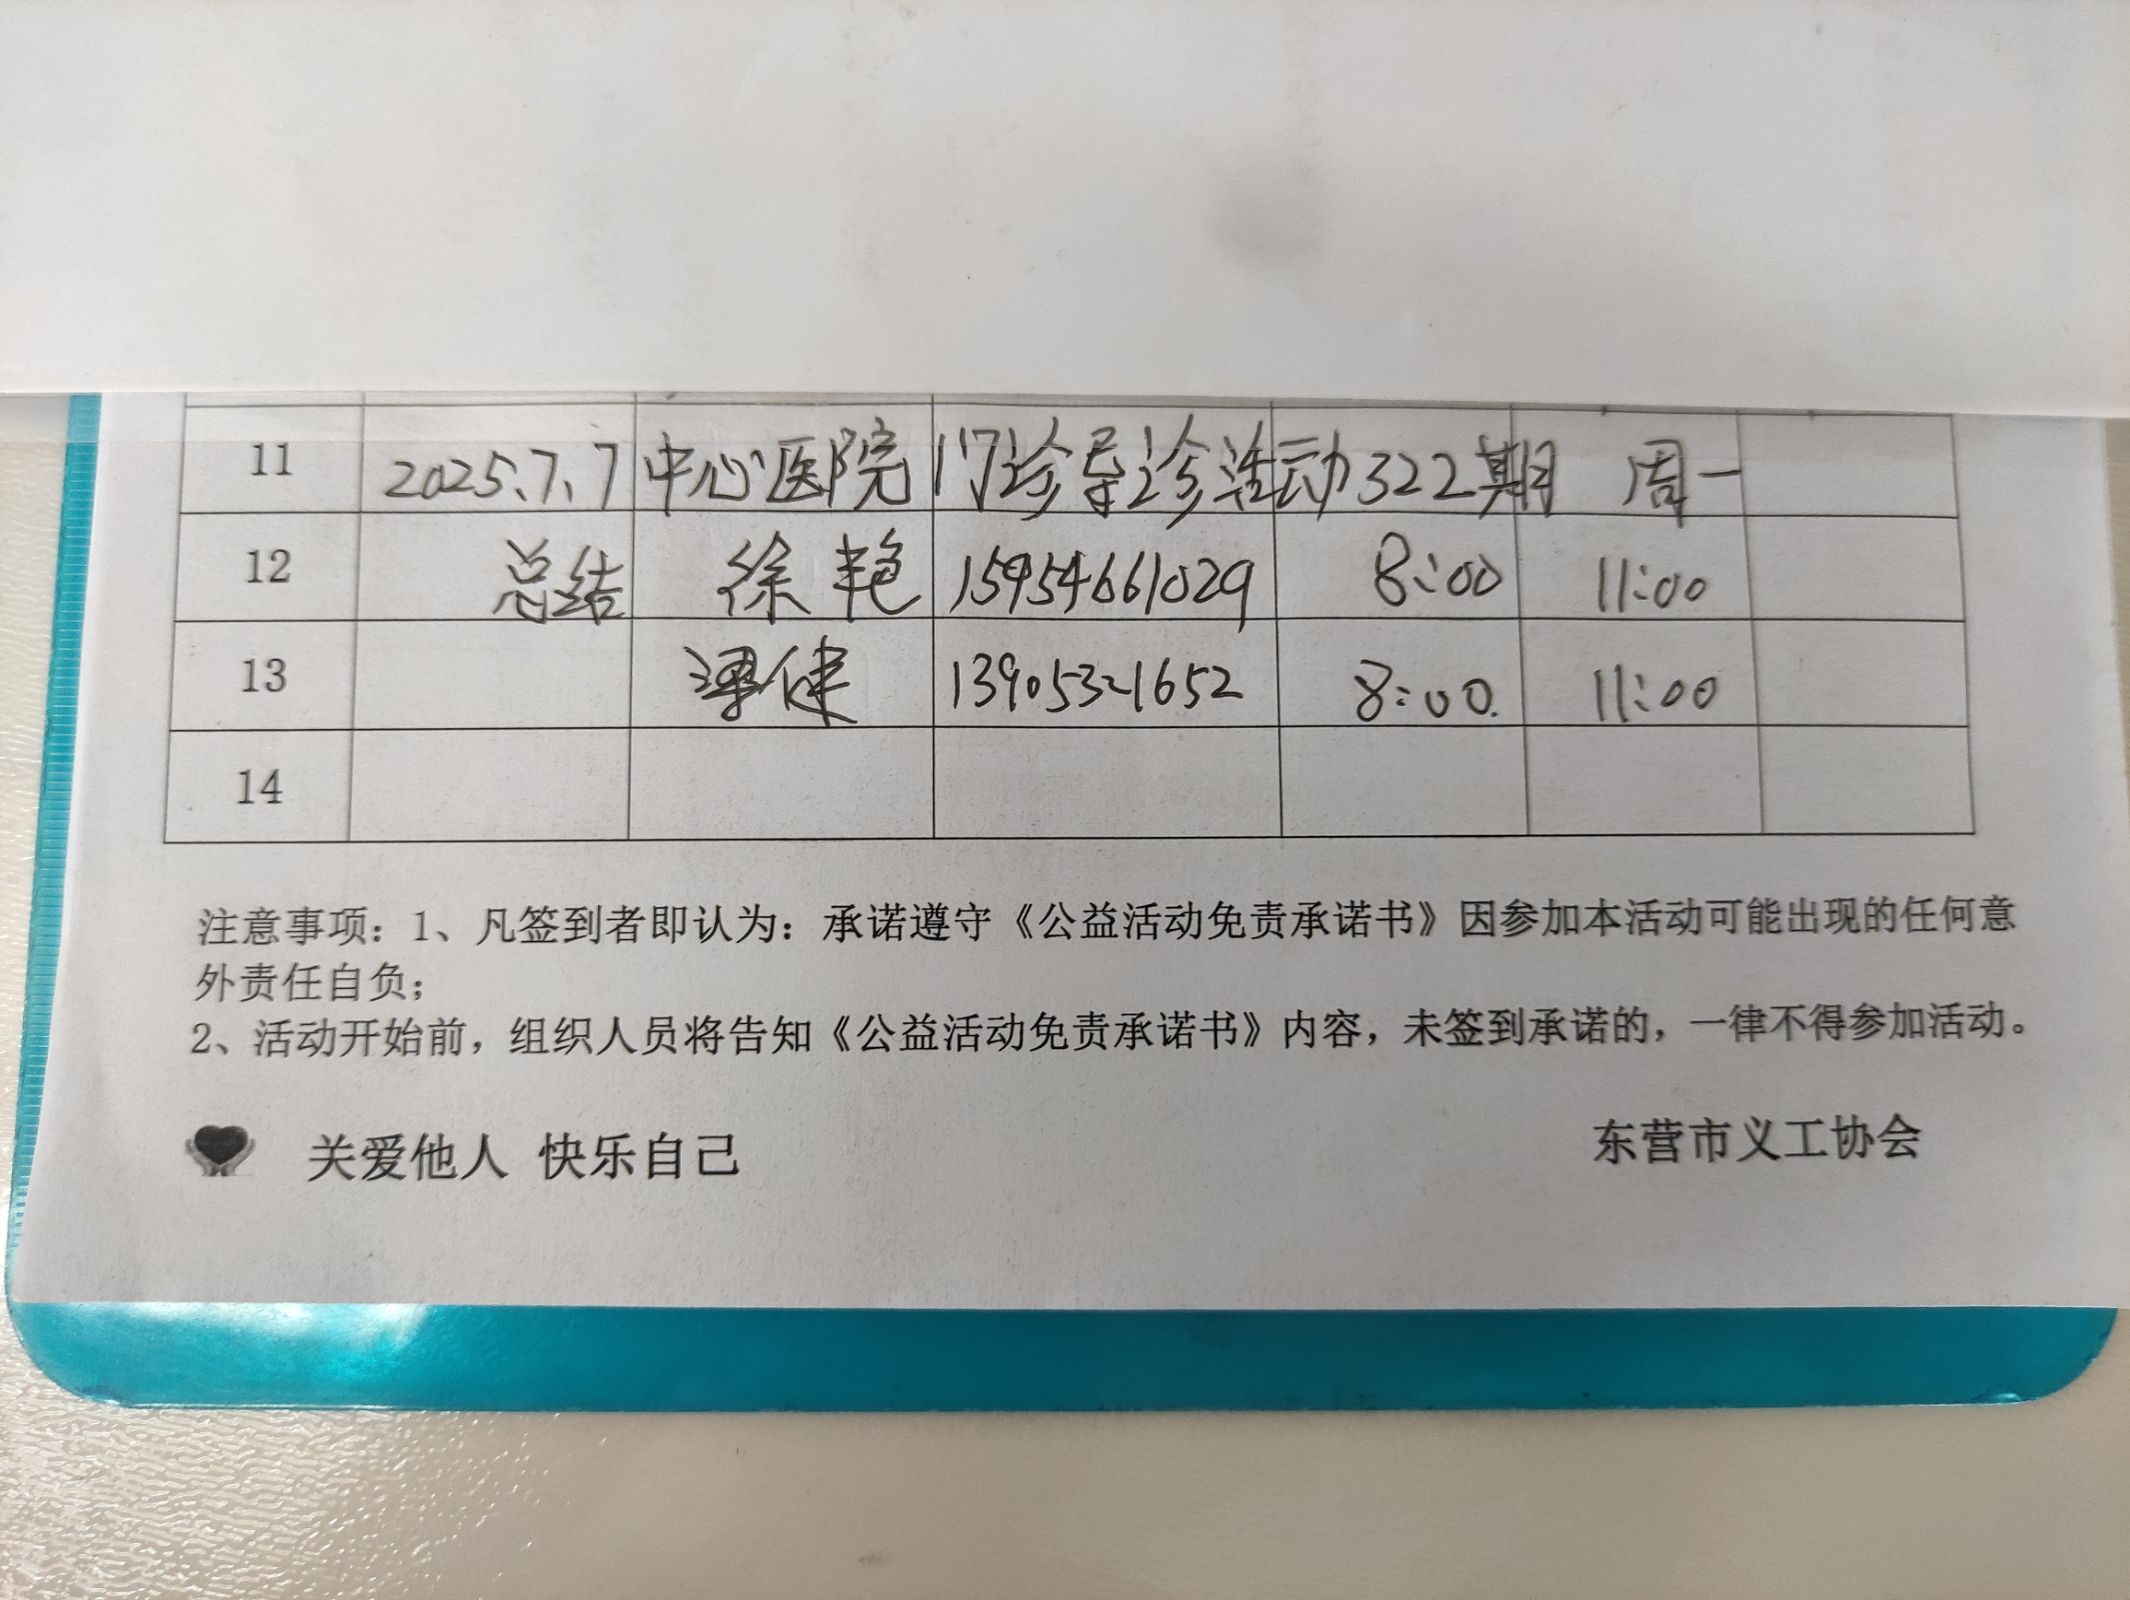 11 2025.7.7 中心医院门诊导诊活动322期 周一
12 总结 徐艳 15954661029 8:00 11:00
13 梁健 13905321652 8:00 11:00
14
注意事项：1、凡签到者即认为：承诺遵守《公益活动免责承诺书》因参加本活动可能出现的任何意
外责任自负；
2、活动开始前，组织人员将告知《公益活动免责承诺书》内容，未签到承诺的，一律不得参加活动。
关爱他人 快乐自己 东营市义工协会